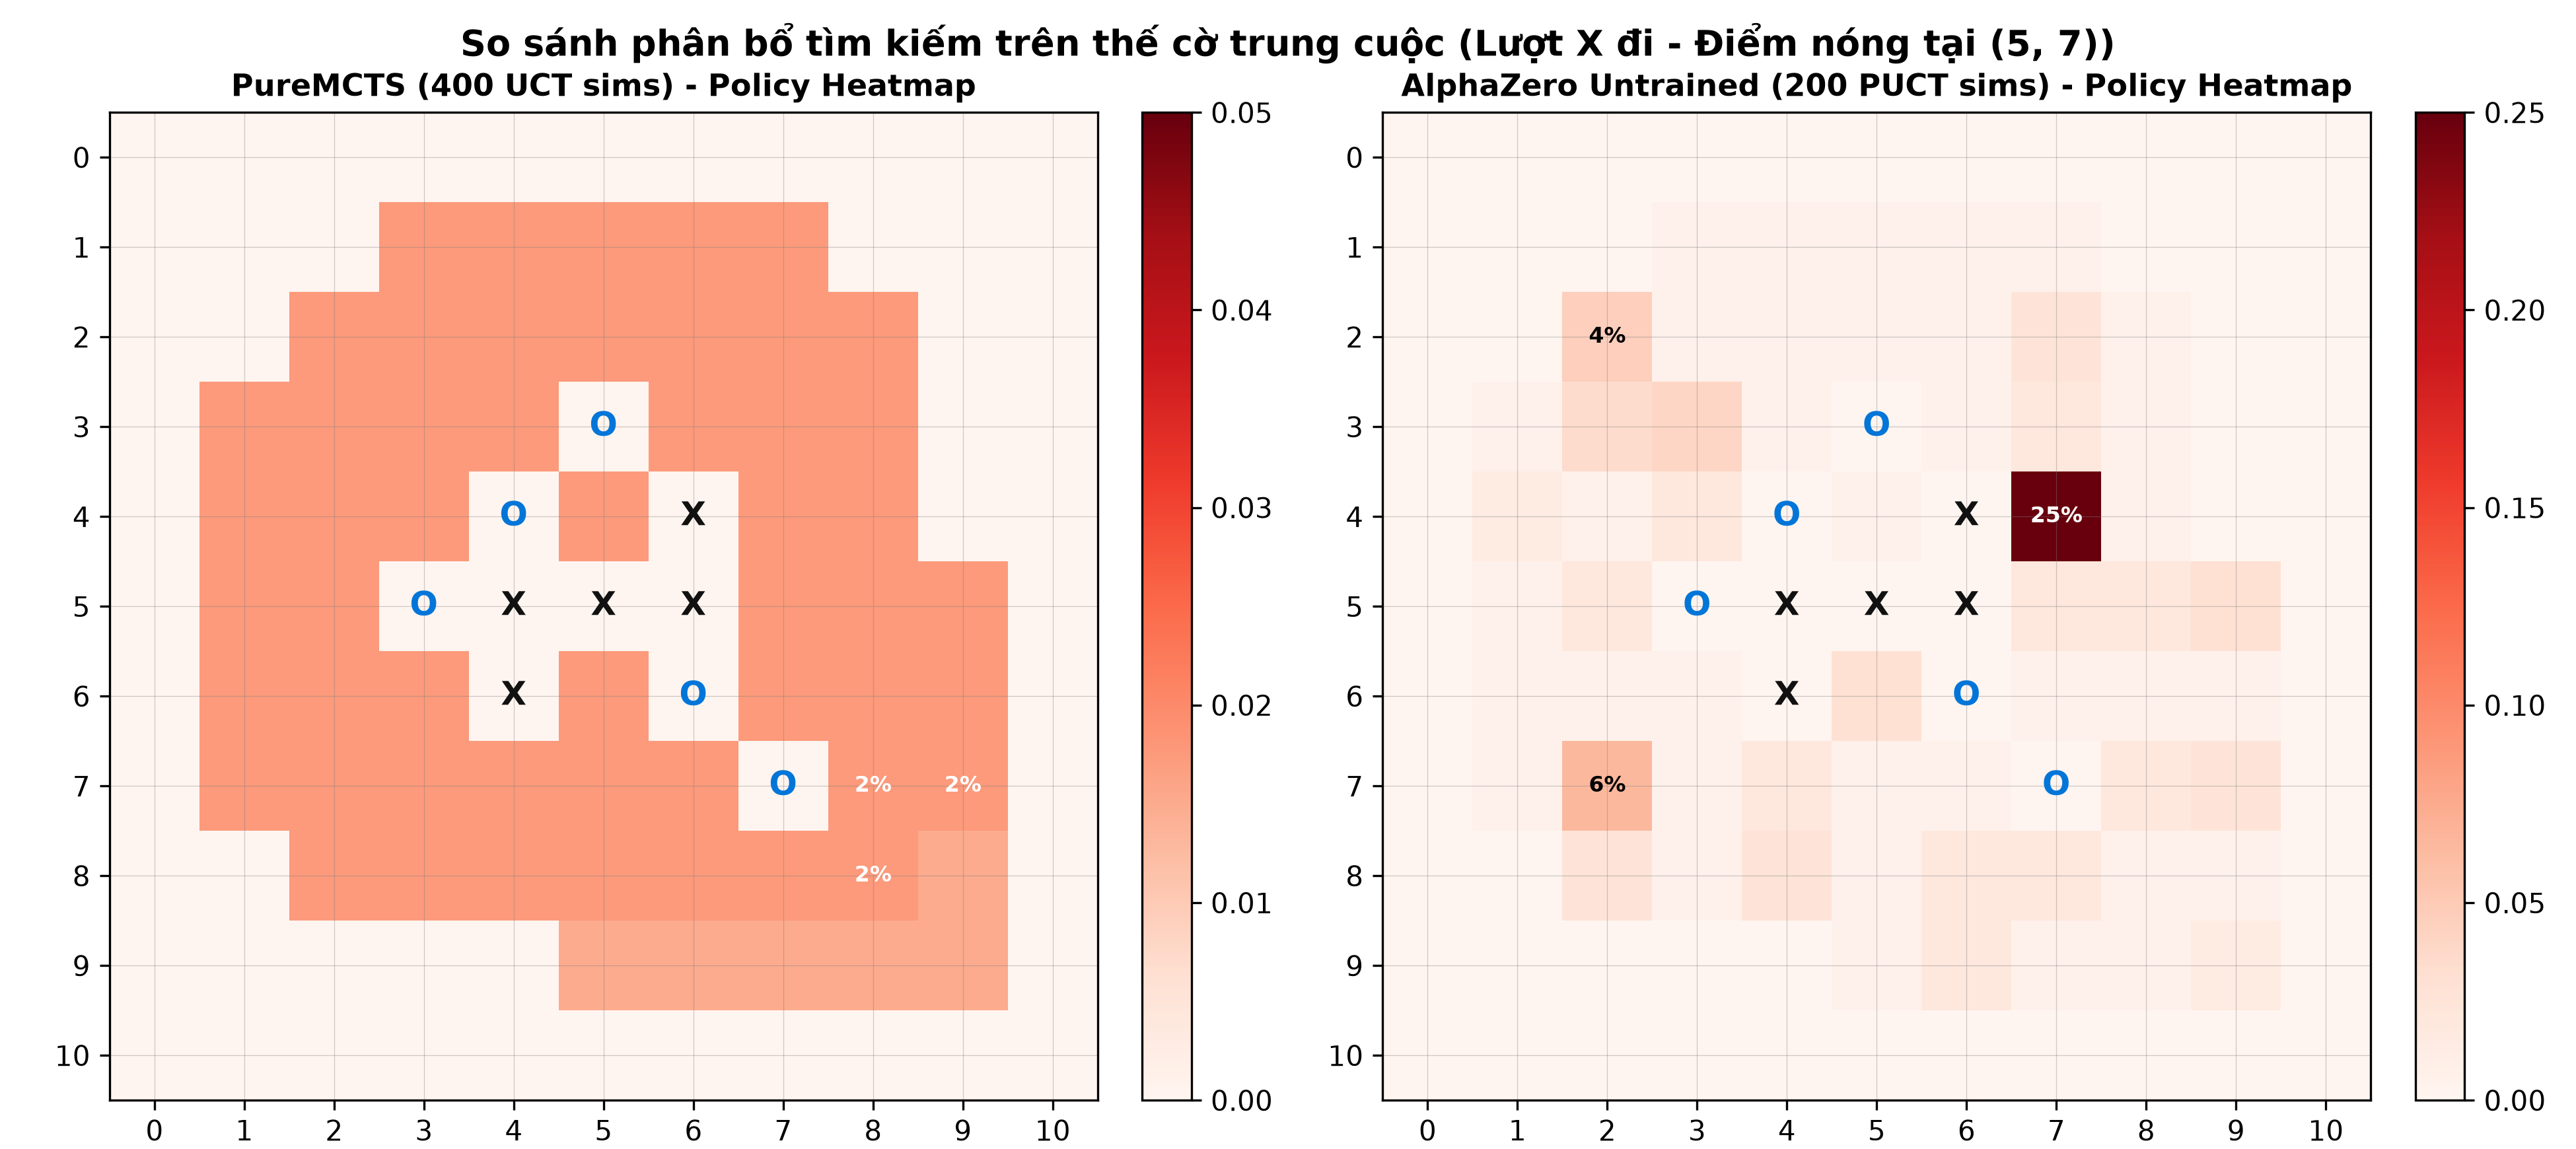 So sánh phân bổ tìm kiếm trên thế cờ trung cuộc (Lượt X đi - Điểm nóng tại (5, 7))
PureMCTS (400 UCT sims) - Policy Heatmap
0
1
2
3
O
4
O
X
5
O
X
X
X
6
X
O
7
O
2%
2%
8
2%
9
10
0
1
2
3
4
5
6
7
8
9
10
0.05
0.04
0.03
0.02
0.01
0.00
AlphaZero Untrained (200 PUCT sims) - Policy Heatmap
0
1
2
4%
3
O
4
O
X
25%
5
O
X
X
X
6
X
O
7
6%
O
8
9
10
0
1
2
3
4
5
6
7
8
9
10
0.25
0.20
0.15
0.10
0.05
0.00